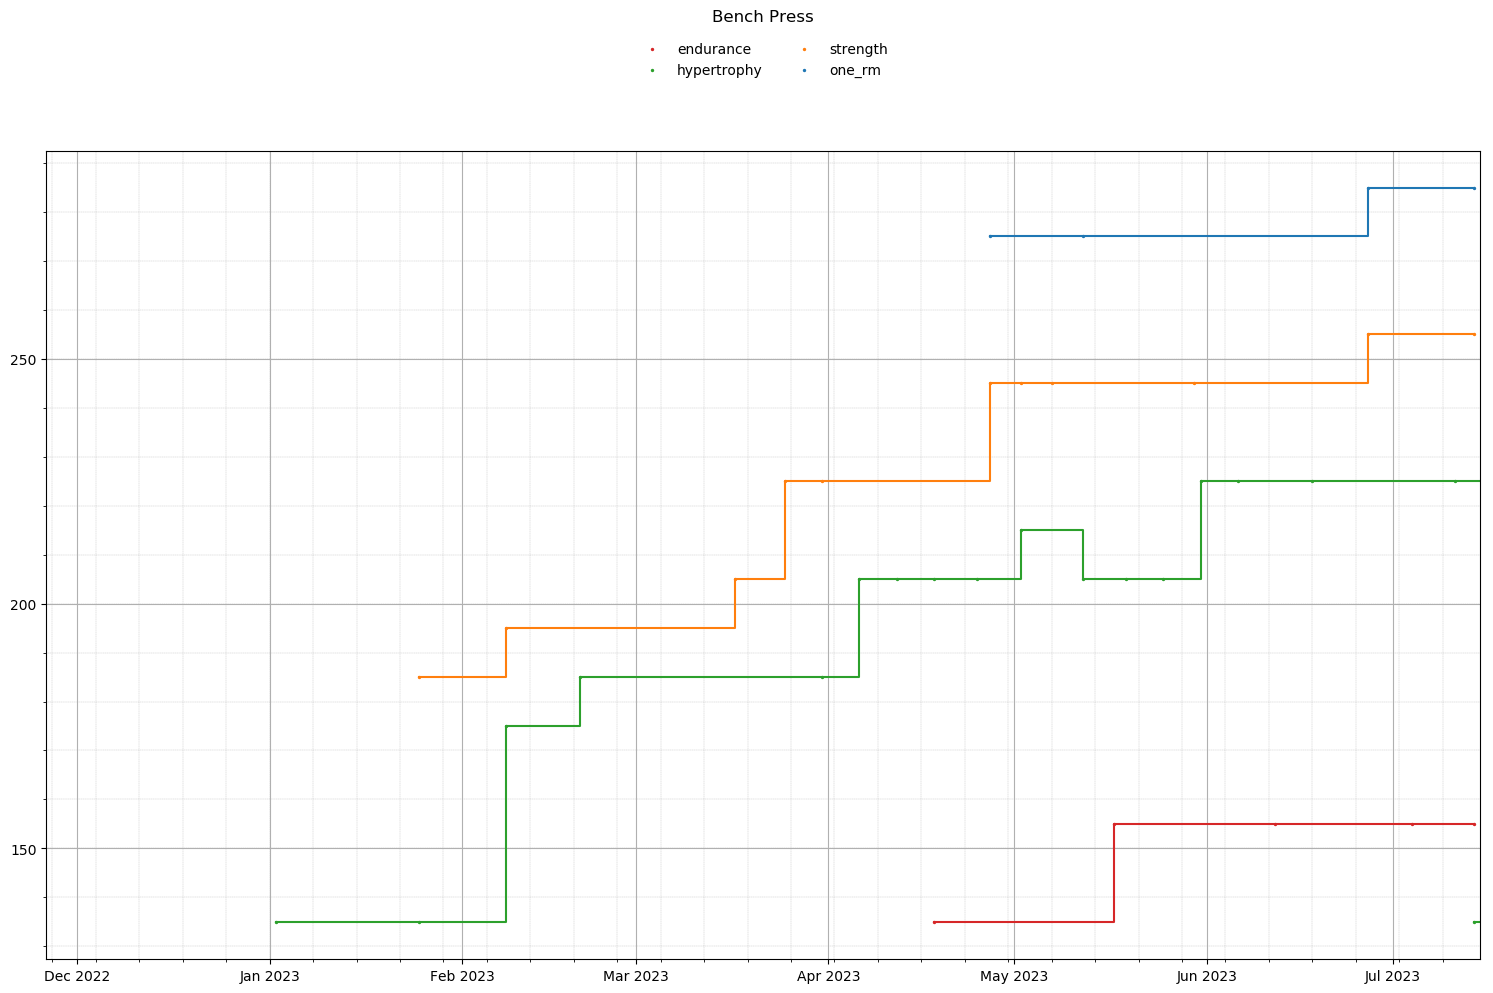 Bench Press
endurance strength
hypertrophy one_rm
250
200
150
Dec 2022 Jan 2023 Feb 2023 Mar 2023 Apr 2023 May 2023 Jun 2023 Jul 2023